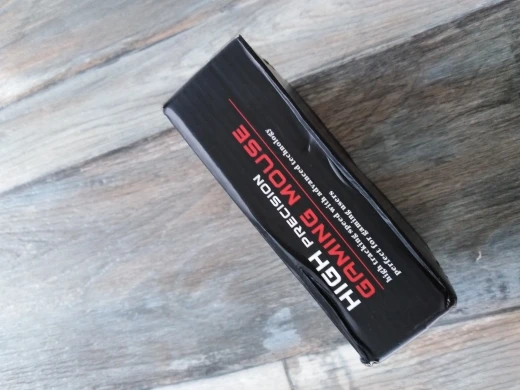 HIGH PRECISION
GAMING MOUSE
high tracking speed with advanced technology
perfect for gaming users